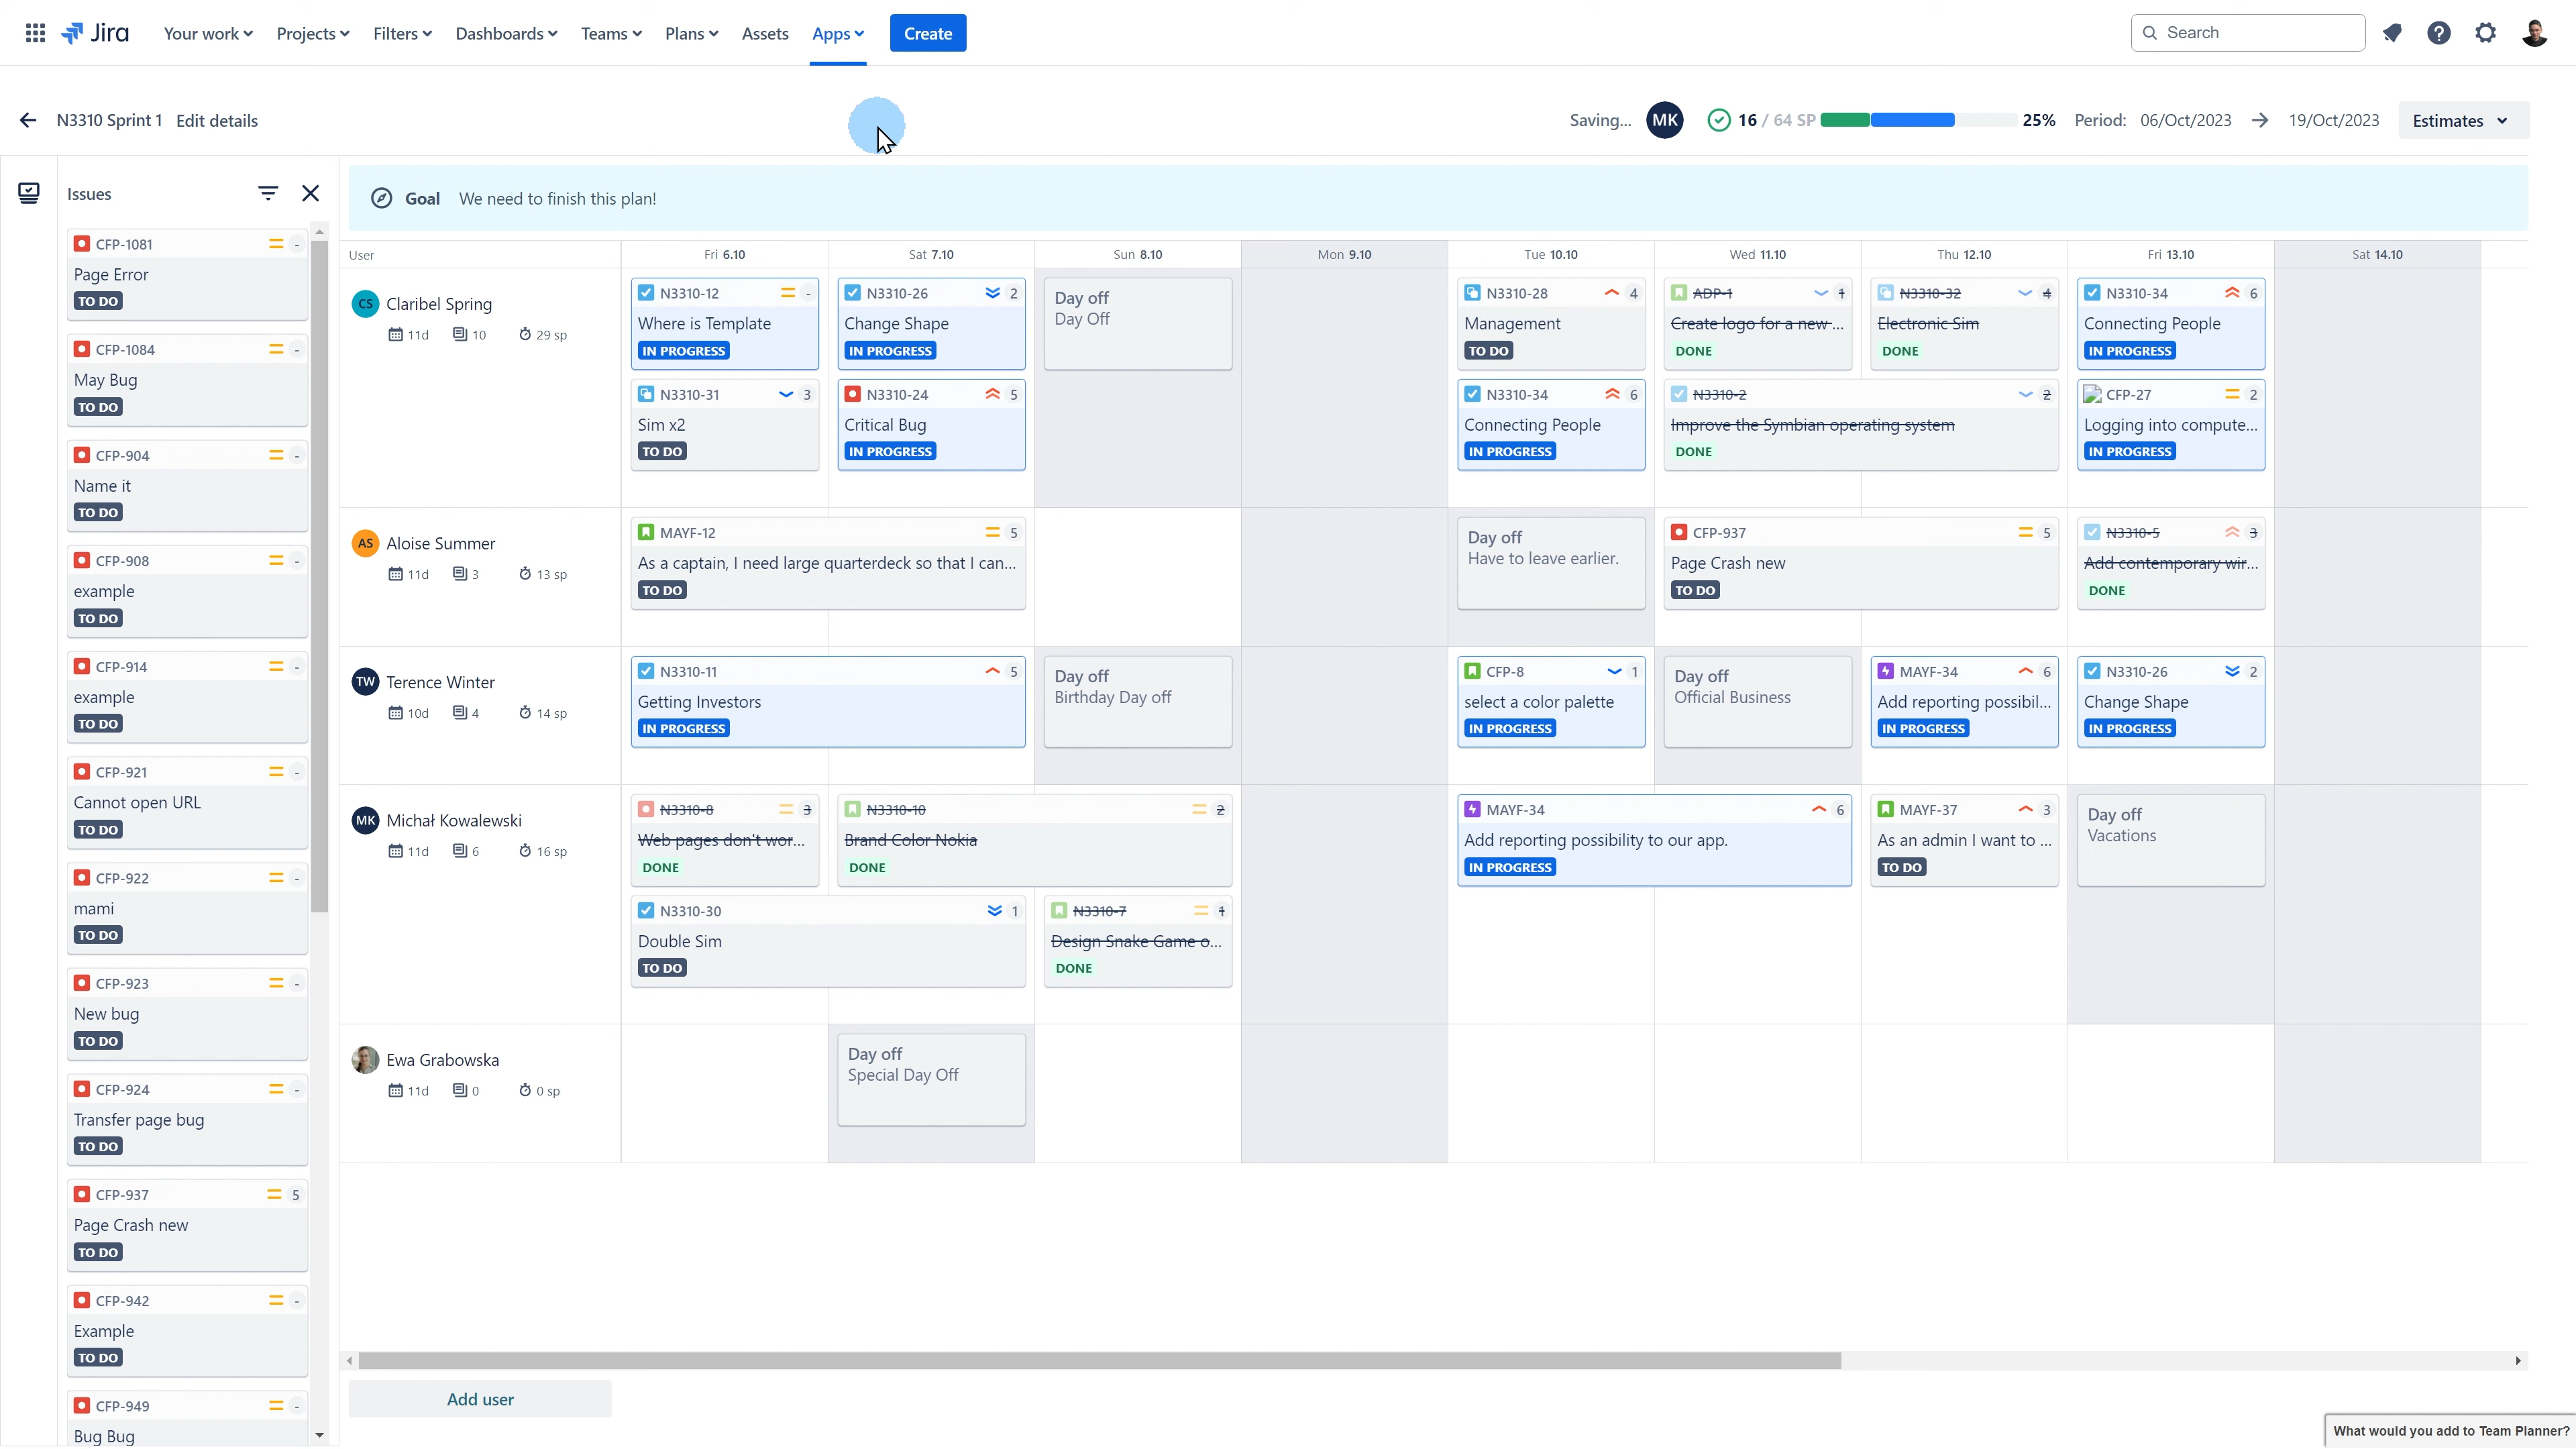 Jira Your work Projects Filters Dashboards Teams Plans Assets Apps Create Search
N3310 Sprint 1 Edit details Saving... MK 16 / 64 SP 25% Period: 06/Oct/2023 → 19/Oct/2023 Estimates
Issues
CFP-1081 -
Page Error
TO DO
CFP-1084 -
May Bug
TO DO
CFP-904 -
Name it
TO DO
CFP-908 -
example
TO DO
CFP-914 -
example
TO DO
CFP-921 -
Cannot open URL
TO DO
CFP-922 -
mami
TO DO
CFP-923 -
New bug
TO DO
CFP-924 -
Transfer page bug
TO DO
CFP-937 5
Page Crash new
TO DO
CFP-942 -
Example
TO DO
CFP-949 -
Bug Bug
Goal We need to finish this plan!
User Fri 6.10 Sat 7.10 Sun 8.10 Mon 9.10 Tue 10.10 Wed 11.10 Thu 12.10 Fri 13.10 Sat 14.10
CS Claribel Spring
11d 10 29 sp
N3310-12 -
Where is Template
IN PROGRESS
N3310-31 3
Sim x2
TO DO
N3310-26 2
Change Shape
IN PROGRESS
N3310-24 5
Critical Bug
IN PROGRESS
Day off
Day Off
N3310-28 4
Management
TO DO
N3310-34 6
Connecting People
IN PROGRESS
ADP-1 1
Create logo for a new ...
DONE
N3310-32 4
Electronic Sim
DONE
N3310-2 2
Improve the Symbian operating system
DONE
N3310-34 6
Connecting People
IN PROGRESS
CFP-27 2
Logging into compute...
IN PROGRESS
AS Aloise Summer
11d 3 13 sp
MAYF-12 5
As a captain, I need large quarterdeck so that I can...
TO DO
Day off
Have to leave earlier.
CFP-937 5
Page Crash new
TO DO
N3310-5 3
Add contemporary wir...
DONE
TW Terence Winter
10d 4 14 sp
N3310-11 5
Getting Investors
IN PROGRESS
Day off
Birthday Day off
CFP-8 1
select a color palette
IN PROGRESS
Day off
Official Business
MAYF-34 6
Add reporting possibil...
IN PROGRESS
N3310-26 2
Change Shape
IN PROGRESS
MK Michał Kowalewski
11d 6 16 sp
N3310-8 3
Web pages don't wor...
DONE
N3310-10 2
Brand Color Nokia
DONE
N3310-30 1
Double Sim
TO DO
N3310-7 1
Design Snake Game o...
DONE
MAYF-34 6
Add reporting possibility to our app.
IN PROGRESS
MAYF-37 3
As an admin I want to ...
TO DO
Day off
Vacations
Ewa Grabowska
11d 0 0 sp
Day off
Special Day Off
Add user
What would you add to Team Planner?